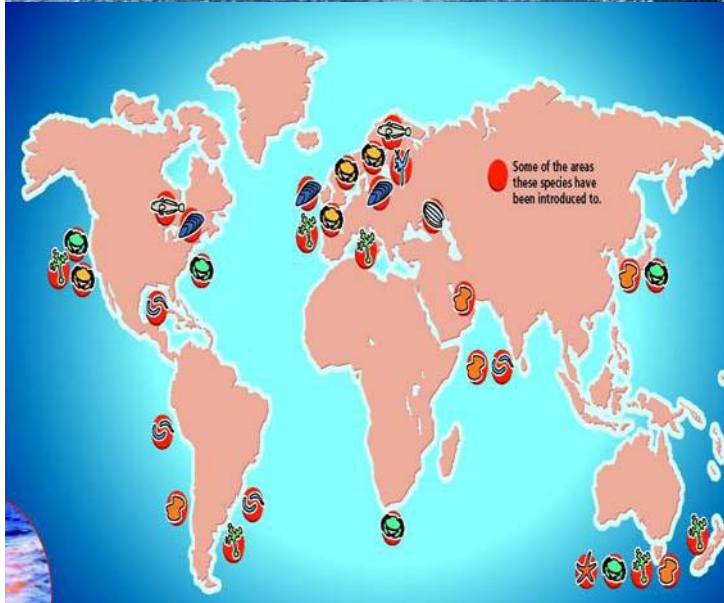 Some of the areas
these species have
been introduced to.